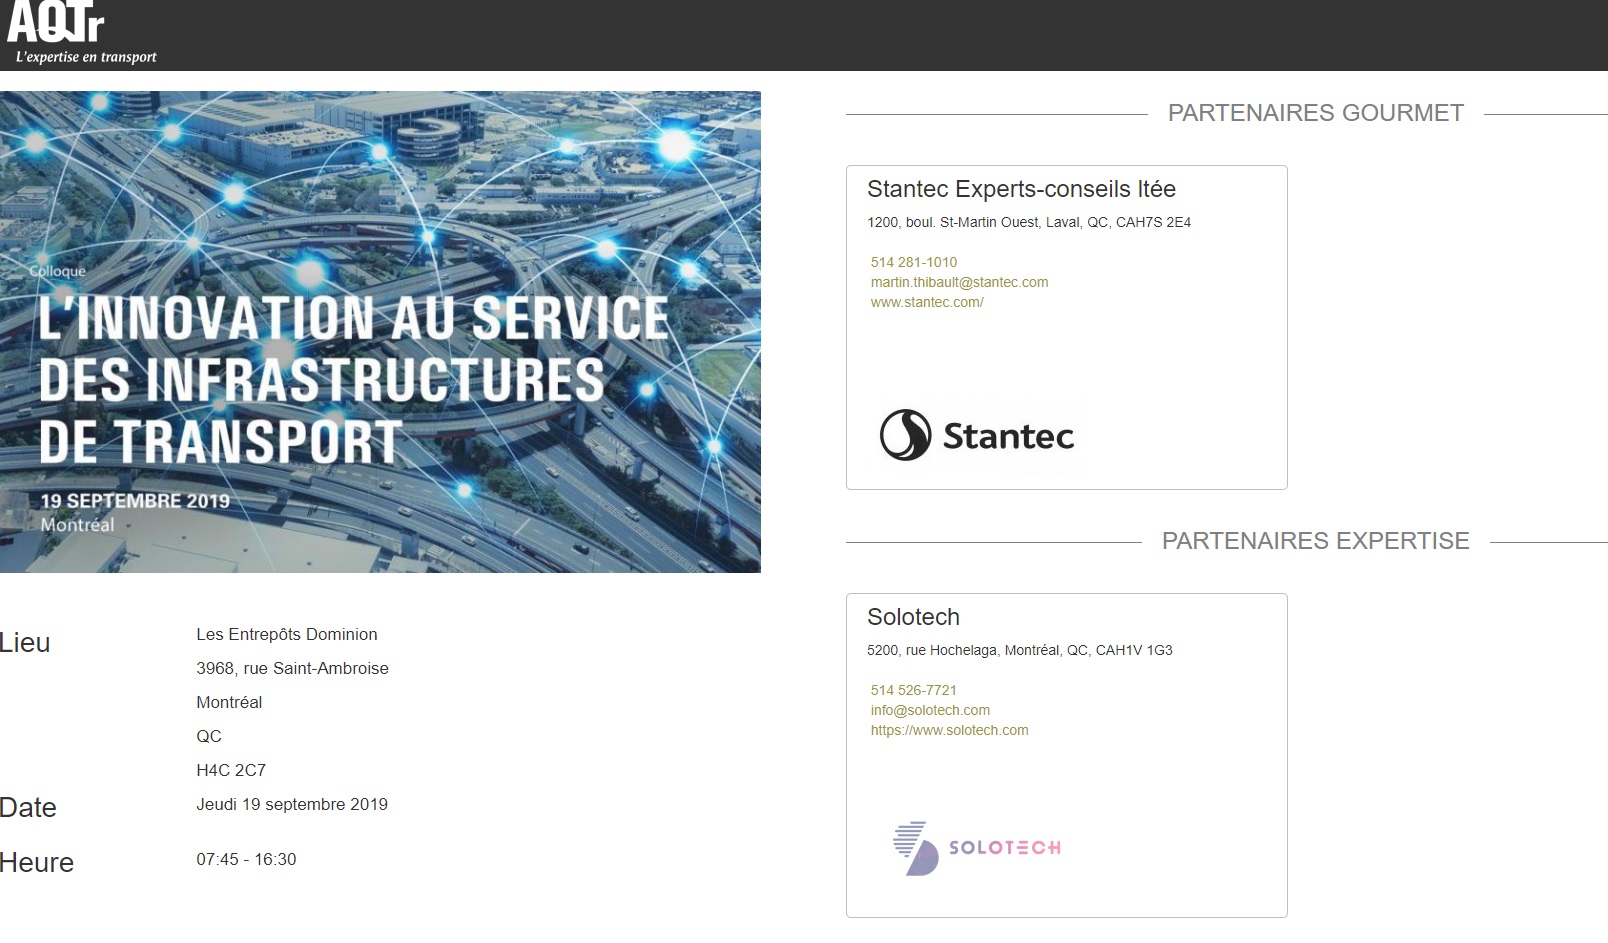 AQTr
L'expertise en transport
Colloque
L'INNOVATION AU SERVICE
DES INFRASTRUCTURES
DE TRANSPORT
19 SEPTEMBRE 2019
Montréal
Lieu
Les Entrepôts Dominion
3968, rue Saint-Ambroise
Montréal
QC
H4C 2C7
Date
Jeudi 19 septembre 2019
Heure
07:45 - 16:30
PARTENAIRES GOURMET
Stantec Experts-conseils ltée
1200, boul. St-Martin Ouest, Laval, QC, CAH7S 2E4
514 281-1010
martin.thibault@stantec.com
www.stantec.com/
Stantec
PARTENAIRES EXPERTISE
Solotech
5200, rue Hochelaga, Montréal, QC, CAH1V 1G3
514 526-7721
info@solotech.com
https://www.solotech.com
SOLOTECH